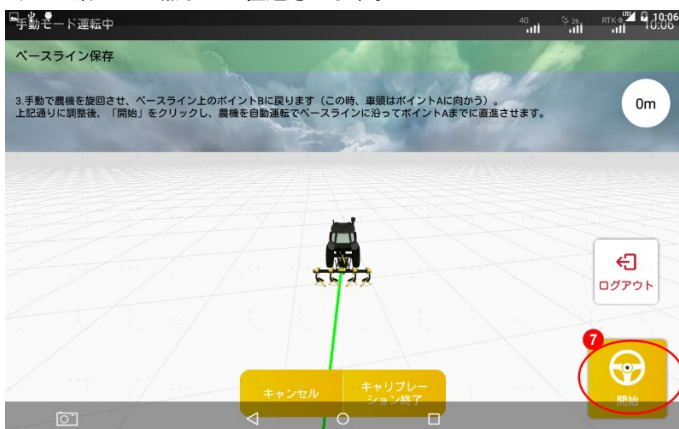 手動モード運転中
4G
26
RTK
10:06
10:06
ベースライン保存
3.手動で農機を旋回させ、ベースライン上のポイントBに戻ります（この時、車頭はポイントAに向かう）。
上記通りに調整後、「開始」をクリックし、農機を自動運転でベースラインに沿ってポイントAまでに直進させます。
0m
ログアウト
7
開始
キャンセル
キャリブレー
ション終了